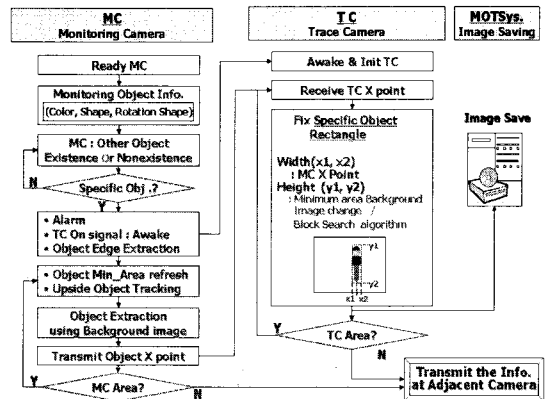 MC
Monitoring Camera
Ready MC
Monitoring Object Info.
(Color, Shape, Rotation Shape)
MC : Other Object
Existence Or Nonexistence
N
Specific Obj .?
Y
* Alarm
* TC On signal : Awake
* Object Edge Extraction
* Object Min_Area refresh
* Upside Object Tracking
Object Extraction
using Background image
Transmit Object X point
Y
MC Area?
N
TC
Trace Camera
Awake & Init TC
Receive TC X point
Fix Specific Object
Rectangle
Width(x1, x2)
: MC X Point
Height (y1, y2)
: Minimum area Background
Image change /
Block Search algorithm
y1
y2
x1 x2
Y
TC Area?
N
Transmit the Info.
at Adjacent Camera
MOTSys.
Image Saving
Image Save